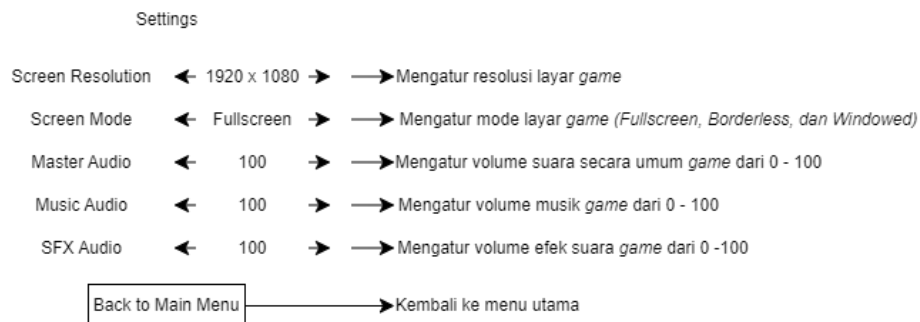 Settings
Screen Resolution 1920 x 1080 Mengatur resolusi layar game
Screen Mode Fullscreen Mengatur mode layar game (Fullscreen, Borderless, dan Windowed)
Master Audio 100 Mengatur volume suara secara umum game dari 0 - 100
Music Audio 100 Mengatur volume musik game dari 0 - 100
SFX Audio 100 Mengatur volume efek suara game dari 0 -100
Back to Main Menu Kembali ke menu utama